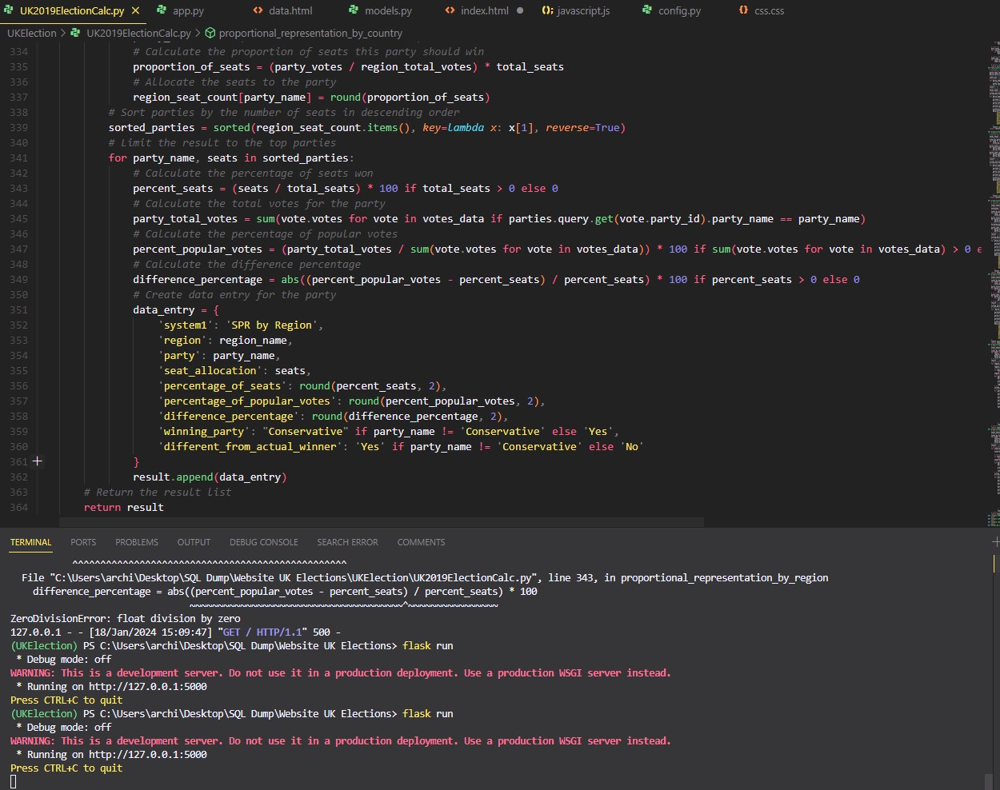 UK2019ElectionCalc.py app.py data.html models.py index.html javascript.js config.py css.css
UKElection > UK2019ElectionCalc.py > proportional_representation_by_country
334 # Calculate the proportion of seats this party should win
335 proportion_of_seats = (party_votes / region_total_votes) * total_seats
336 # Allocate the seats to the party
337 region_seat_count[party_name] = round(proportion_of_seats)
338 # Sort parties by the number of seats in descending order
339 sorted_parties = sorted(region_seat_count.items(), key=lambda x: x[1], reverse=True)
340 # Limit the result to the top parties
341 for party_name, seats in sorted_parties:
342 # Calculate the percentage of seats won
343 percent_seats = (seats / total_seats) * 100 if total_seats > 0 else 0
344 # Calculate the total votes for the party
345 party_total_votes = sum(vote.votes for vote in votes_data if parties.query.get(vote.party_id).party_name == party_name)
346 # Calculate the percentage of popular votes
347 percent_popular_votes = (party_total_votes / sum(vote.votes for vote in votes_data)) * 100 if sum(vote.votes for vote in votes_data) > 0
348 # Calculate the difference percentage
349 difference_percentage = abs((percent_popular_votes - percent_seats) / percent_seats) * 100 if percent_seats > 0 else 0
350 # Create data entry for the party
351 data_entry = {
352 'system1': 'SPR by Region',
353 'region': region_name,
354 'party': party_name,
355 'seat_allocation': seats,
356 'percentage_of_seats': round(percent_seats, 2),
357 'percentage_of_popular_votes': round(percent_popular_votes, 2),
358 'difference_percentage': round(difference_percentage, 2),
359 'winning_party': "Conservative" if party_name != 'Conservative' else 'Yes',
360 'different_from_actual_winner': 'Yes' if party_name != 'Conservative' else 'No'
361 }
362 result.append(data_entry)
363 # Return the result list
364 return result
TERMINAL PORTS PROBLEMS OUTPUT DEBUG CONSOLE SEARCH ERROR COMMENTS
^^^^^^^^^^^^^^^^^^^^^^^^^^^^^^^^^^^^^^^^^^^^^^^^^
File "C:\Users\archi\Desktop\SQL Dump\Website UK Elections\UKElection\UK2019ElectionCalc.py", line 343, in proportional_representation_by_region
difference_percentage = abs((percent_popular_votes - percent_seats) / percent_seats) * 100
~~~~~~~~~~~~~~~~~~~~~~~~~~~~~~~~~~~~~~^~~~~~~~~~~~~~~~~
ZeroDivisionError: float division by zero
127.0.0.1 - - [18/Jan/2024 15:09:47] "GET / HTTP/1.1" 500 -
(UKElection) PS C:\Users\archi\Desktop\SQL Dump\Website UK Elections> flask run
* Debug mode: off
WARNING: This is a development server. Do not use it in a production deployment. Use a production WSGI server instead.
* Running on http://127.0.0.1:5000
Press CTRL+C to quit
(UKElection) PS C:\Users\archi\Desktop\SQL Dump\Website UK Elections> flask run
* Debug mode: off
WARNING: This is a development server. Do not use it in a production deployment. Use a production WSGI server instead.
* Running on http://127.0.0.1:5000
Press CTRL+C to quit